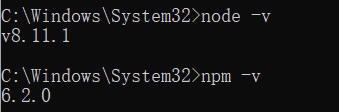 C:\Windows\System32>node -v
v8.11.1
C:\Windows\System32>npm -v
6.2.0